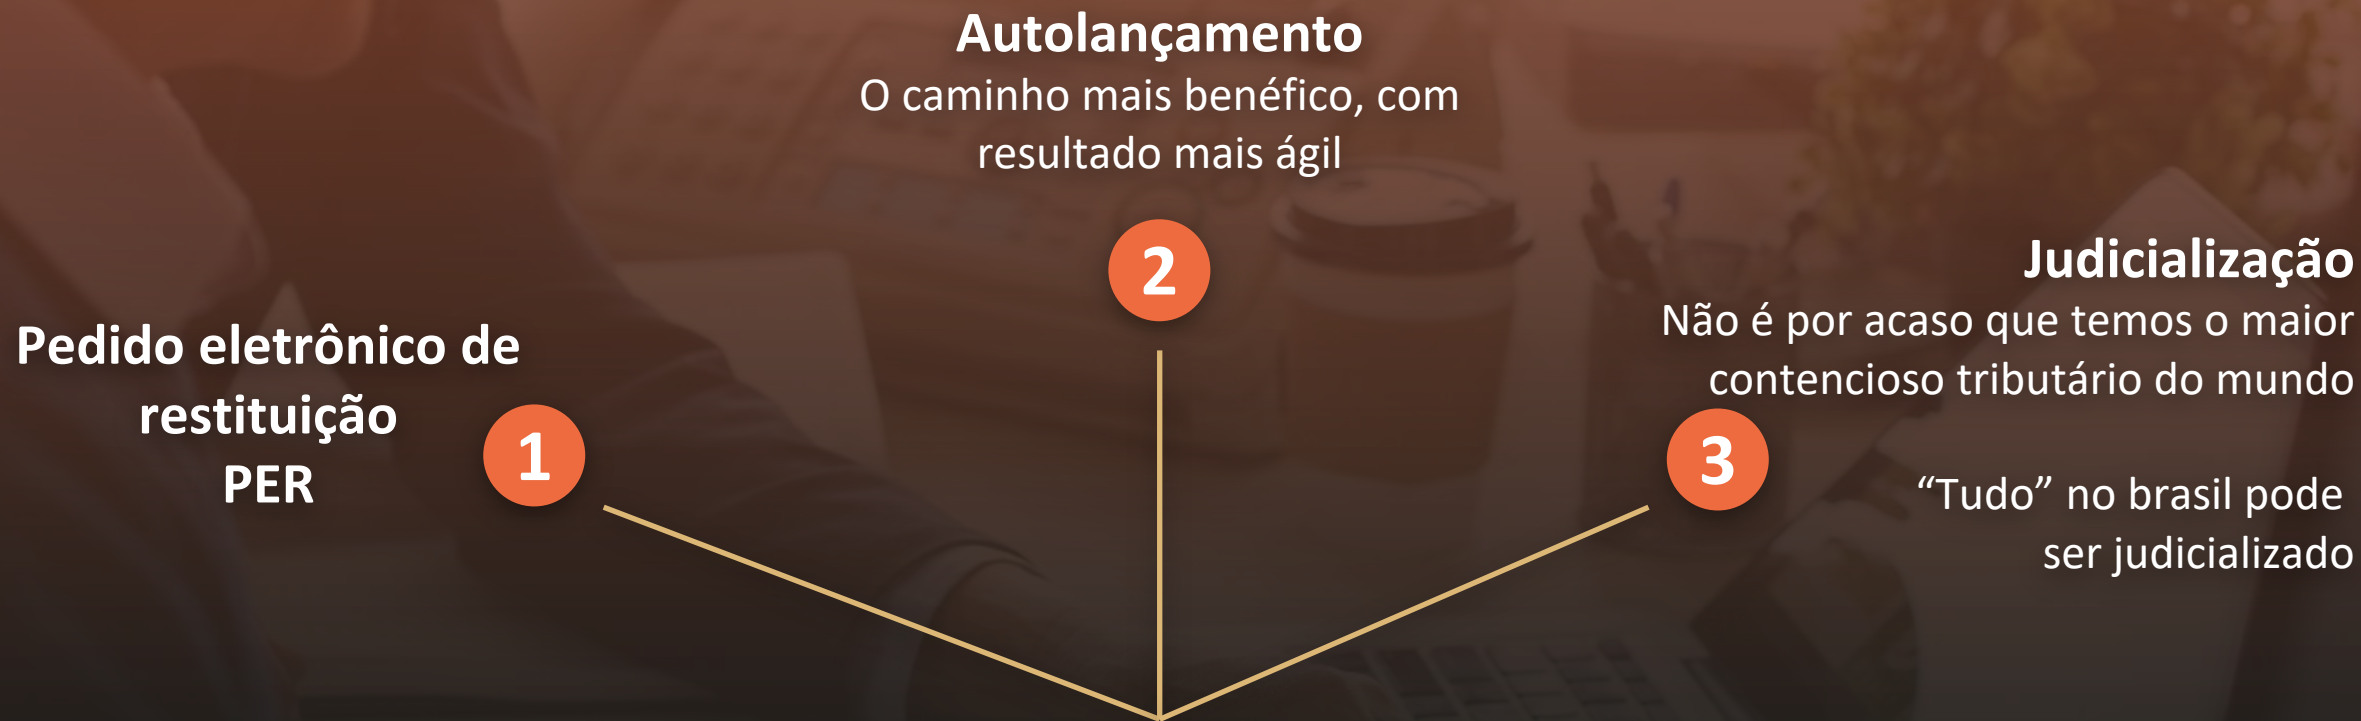 Pedido eletrônico de
restituição
PER
1
Autolançamento
O caminho mais benéfico, com
resultado mais ágil
2
Judicialização
Não é por acaso que temos o maior
contencioso tributário do mundo
3
“Tudo” no brasil pode
ser judicializado